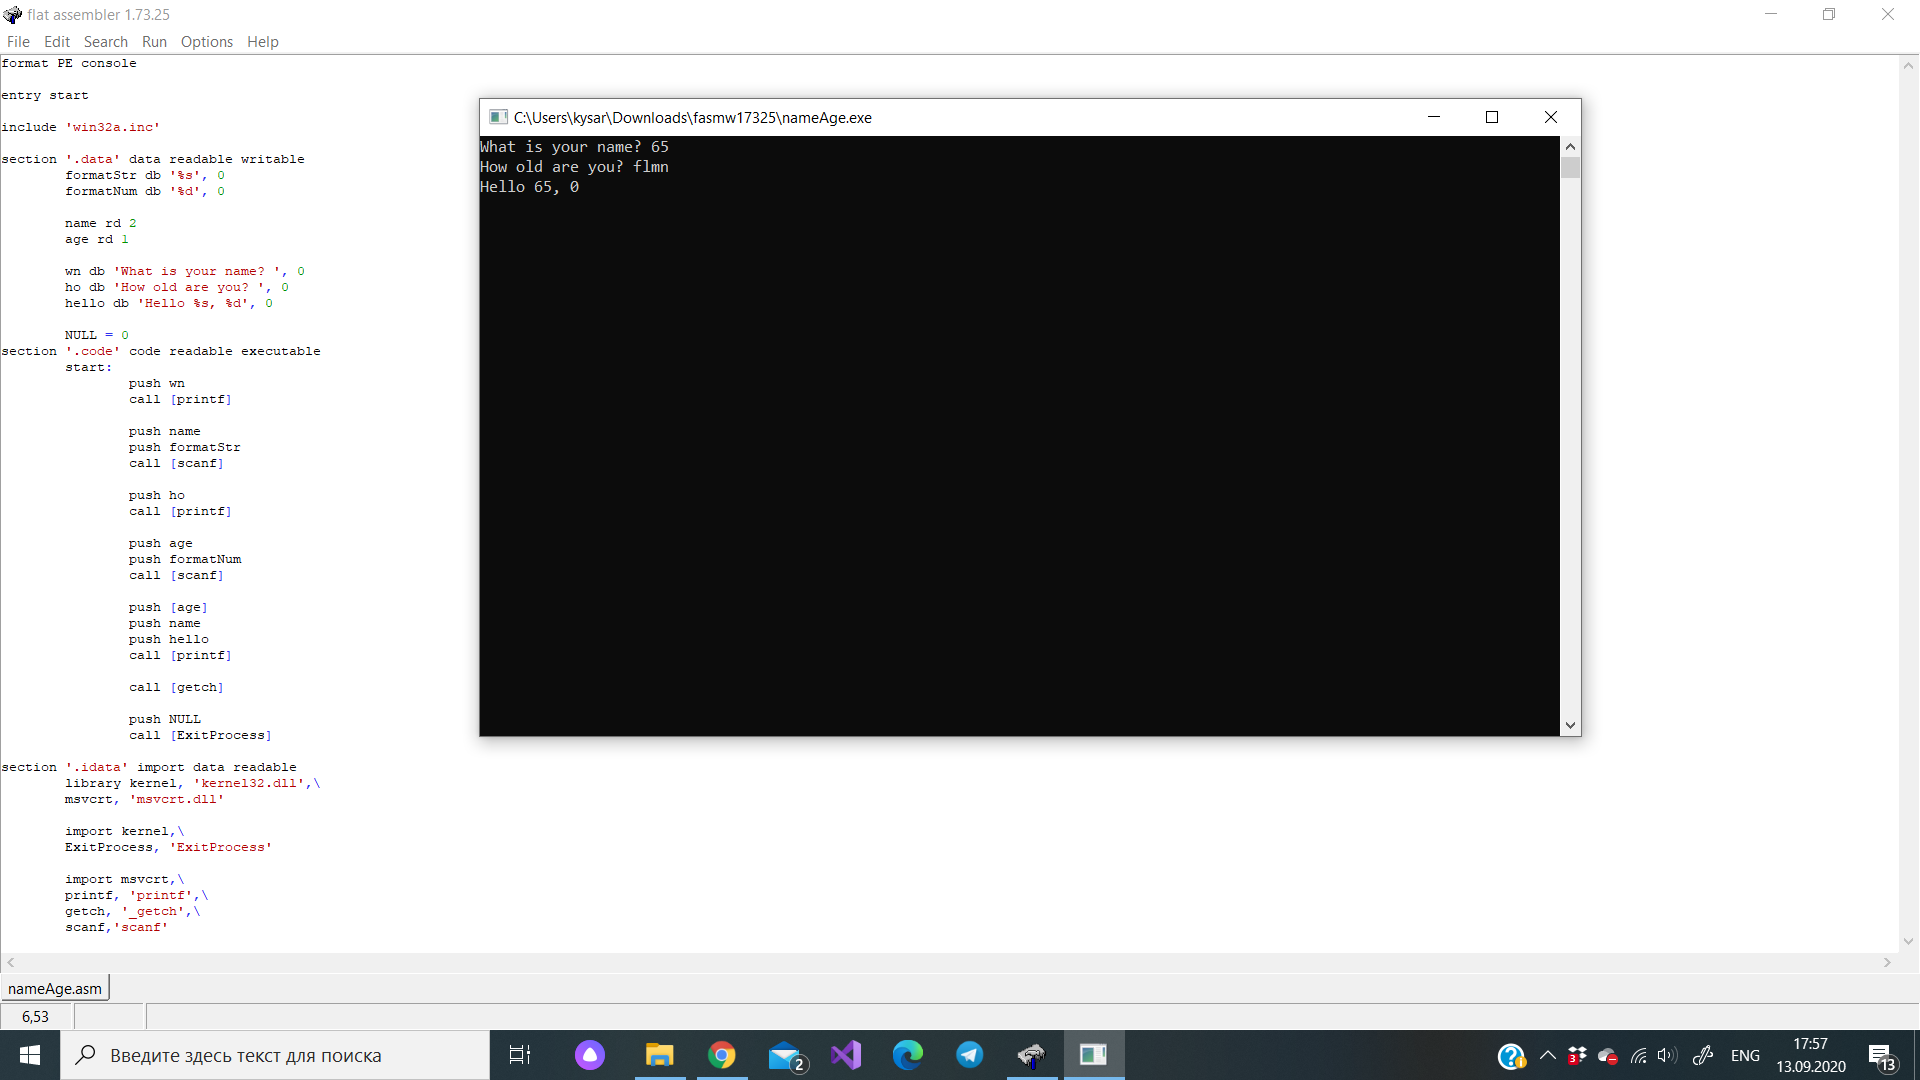 flat assembler 1.73.25
File Edit Search Run Options Help
format PE console
entry start
include 'win32a.inc'
section '.data' data readable writable
formatStr db '%s', 0
formatNum db '%d', 0
name rd 2
age rd 1
wn db 'What is your name? ', 0
ho db 'How old are you? ', 0
hello db 'Hello %s, %d', 0
NULL = 0
section '.code' code readable executable
start:
push wn
call [printf]
push name
push formatStr
call [scanf]
push ho
call [printf]
push age
push formatNum
call [scanf]
push [age]
push name
push hello
call [printf]
call [getch]
push NULL
call [ExitProcess]
section '.idata' import data readable
library kernel, 'kernel32.dll',\
msvcrt, 'msvcrt.dll'
import kernel,\
ExitProcess, 'ExitProcess'
import msvcrt,\
printf, 'printf',\
getch, '_getch',\
scanf,'scanf'
C:\Users\kysar\Downloads\fasmw17325\nameAge.exe
What is your name? 65
How old are you? flmn
Hello 65, 0
nameAge.asm
6,53
Введите здесь текст для поиска
2
3
ENG
17:57
13.09.2020
13